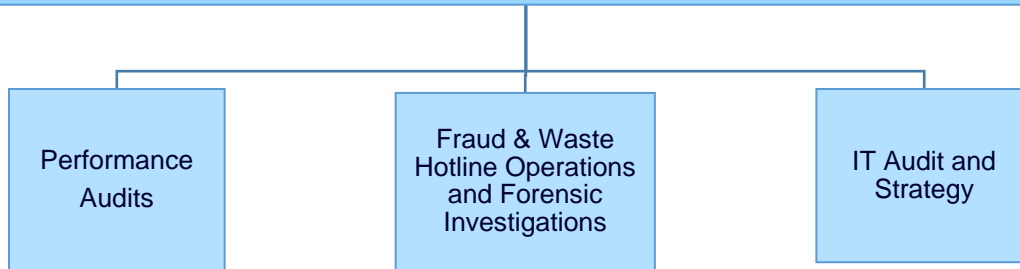 Performance
Audits
Fraud & Waste
Hotline Operations
and Forensic
Investigations
IT Audit and
Strategy